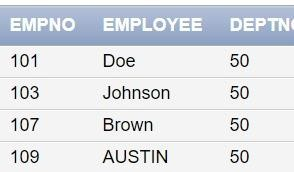 EMPNO EMPLOYEE DEPTN
101 Doe 50
103 Johnson 50
107 Brown 50
109 AUSTIN 50